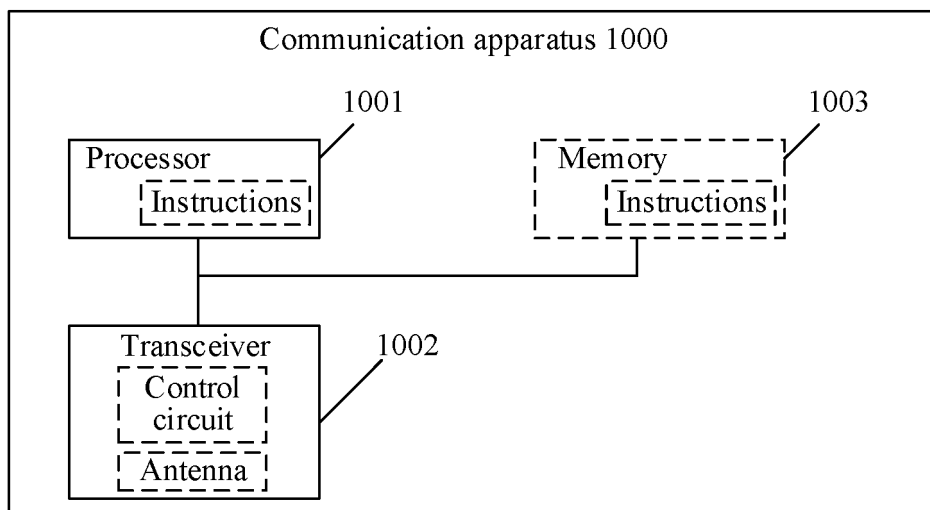 Communication apparatus 1000
1001
1003
Processor
Instructions
Memory
Instructions
1002
Transceiver
Control
circuit
Antenna